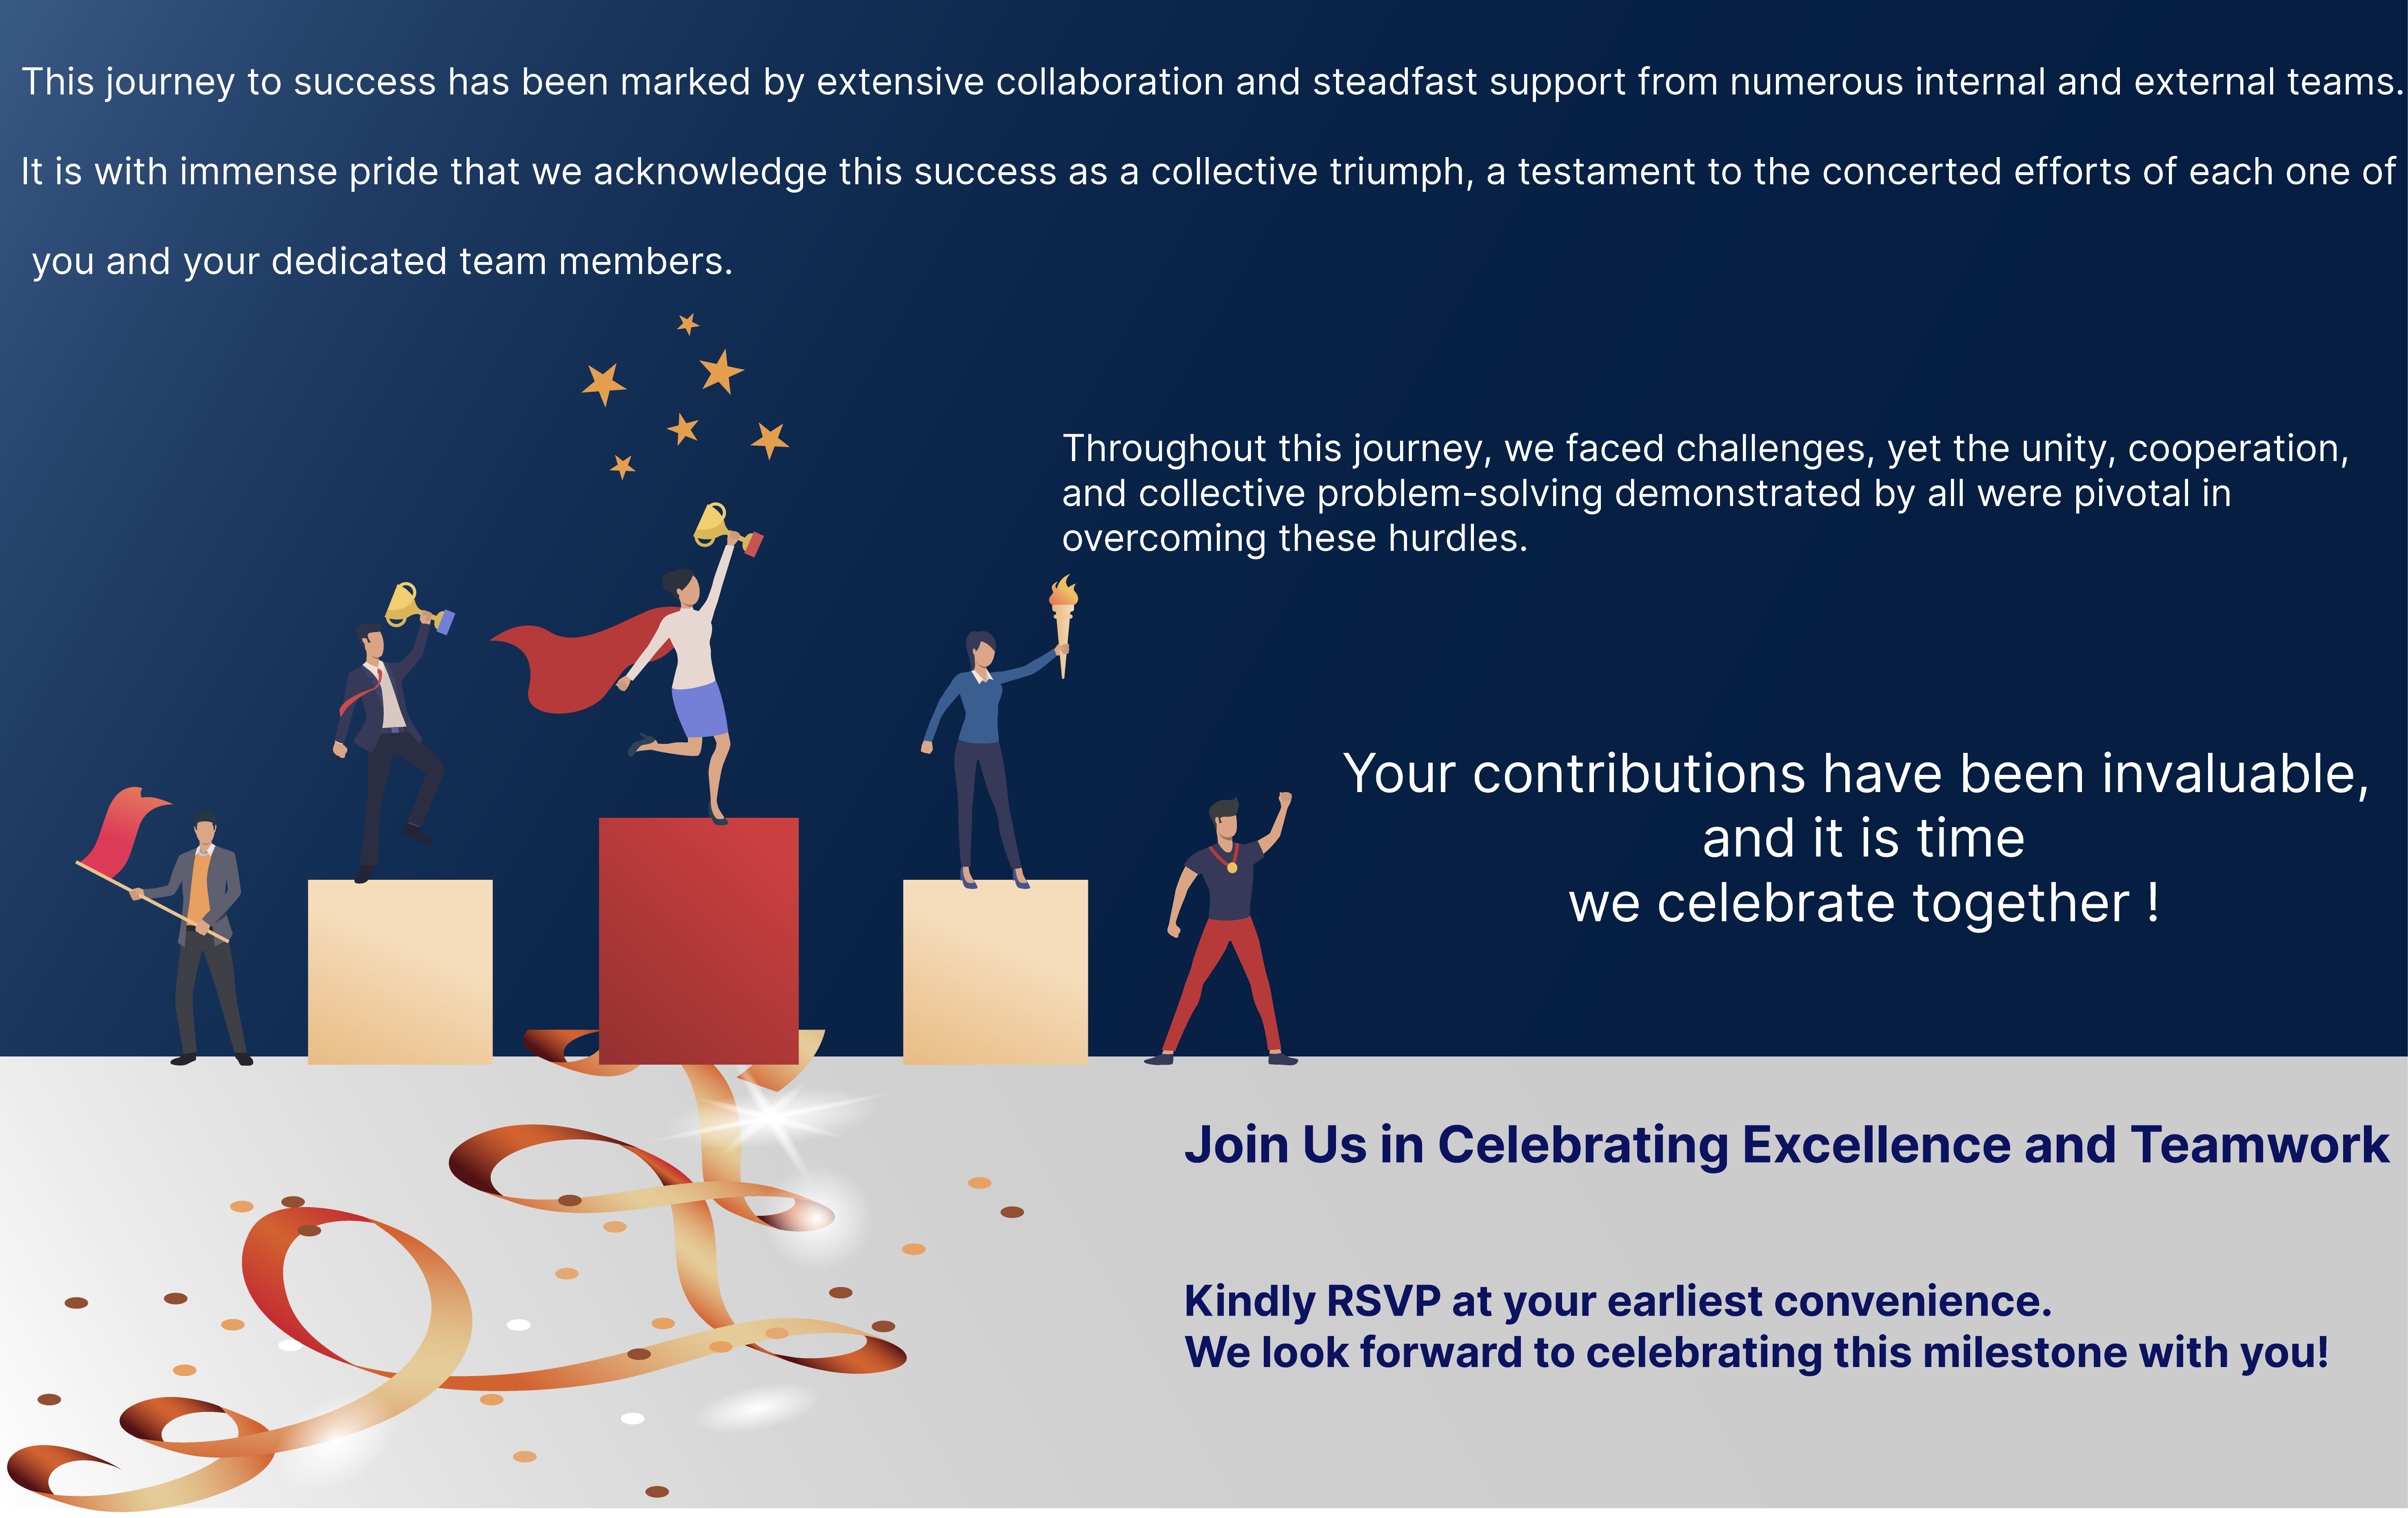 This journey to success has been marked by extensive collaboration and steadfast support from numerous internal and external teams.
It is with immense pride that we acknowledge this success as a collective triumph, a testament to the concerted efforts of each one of
you and your dedicated team members.
Throughout this journey, we faced challenges, yet the unity, cooperation,
and collective problem-solving demonstrated by all were pivotal in
overcoming these hurdles.
Your contributions have been invaluable,
and it is time
we celebrate together !
Join Us in Celebrating Excellence and Teamwork
Kindly RSVP at your earliest convenience.
We look forward to celebrating this milestone with you!